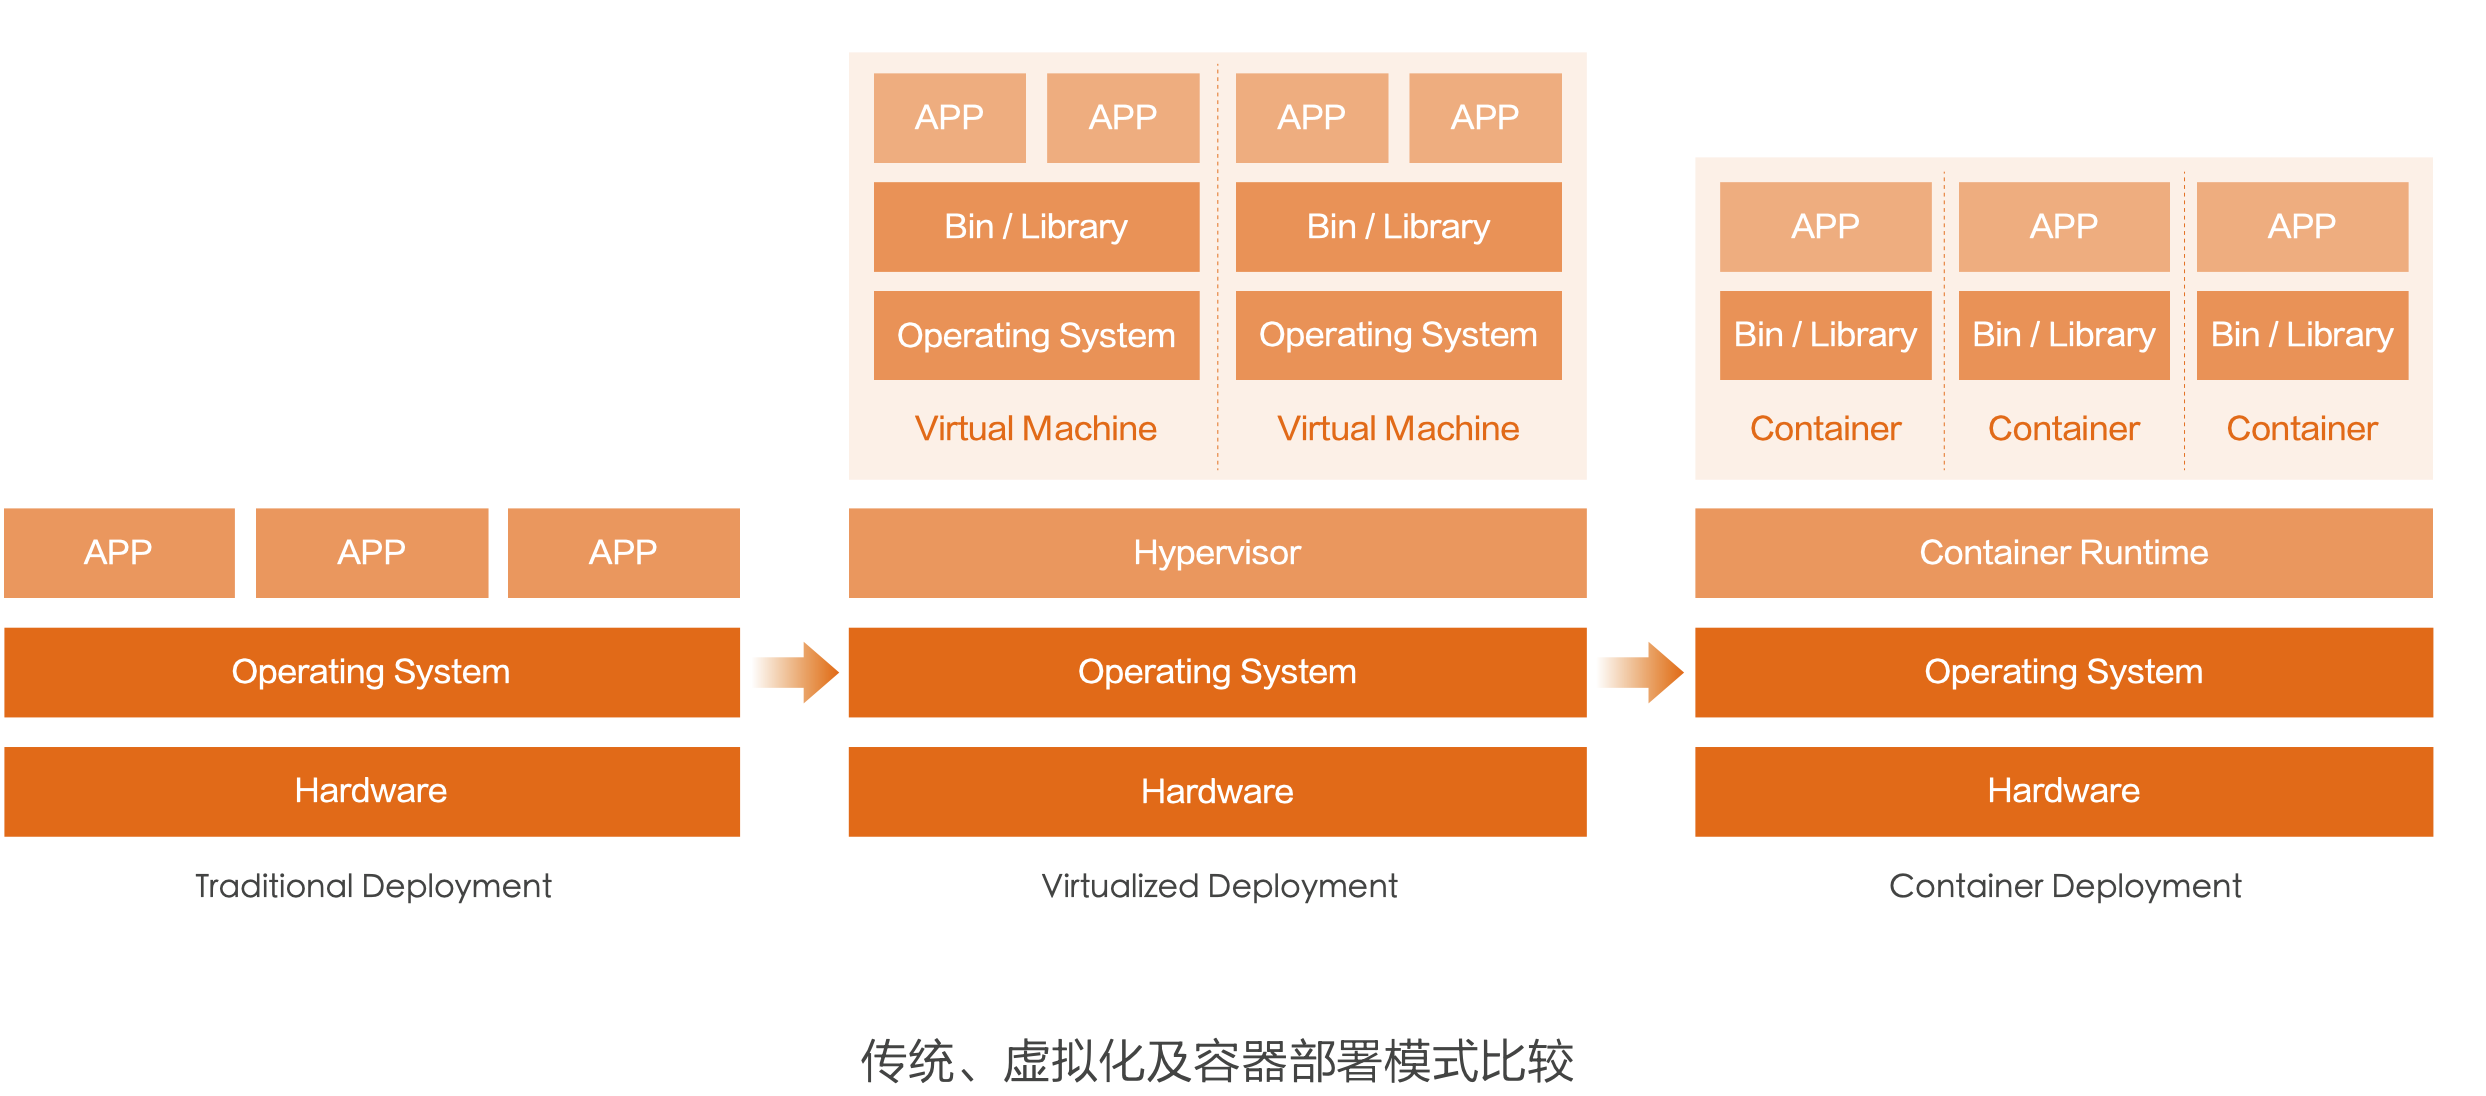 APP
APP
APP
Operating System
Hardware
Traditional Deployment
APP
APP
APP
APP
Bin / Library
Bin / Library
Operating System
Operating System
Virtual Machine
Virtual Machine
Hypervisor
Operating System
Hardware
Virtualized Deployment
APP
APP
APP
Bin / Library
Bin / Library
Bin / Library
Container
Container
Container
Container Runtime
Operating System
Hardware
Container Deployment
传统、虚拟化及容器部署模式比较